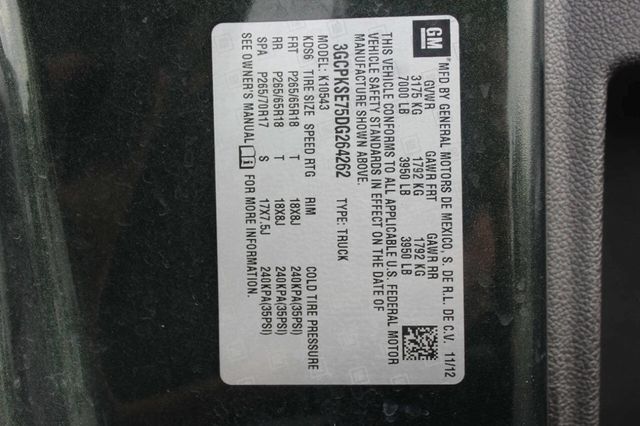 GM
MFD BY GENERAL MOTORS DE MEXICO, S. DE R.L. DE C.V. 11/12
GVWR GAWR FRT GAWR RR
3175 KG 1792 KG 1792 KG
7000 LB 3950 LB 3950 LB
THIS VEHICLE CONFORMS TO ALL APPLICABLE U.S. FEDERAL MOTOR
VEHICLE SAFETY STANDARDS IN EFFECT ON THE DATE OF
MANUFACTURE SHOWN ABOVE.
3GCPKSE75DG264262 TYPE: TRUCK
MODEL: K10543
KDS6 TIRE SIZE SPEED RTG RIM COLD TIRE PRESSURE
FRT P265/65R18 T 18X8J 240KPA(35PSI)
RR P265/65R18 T 18X8J 240KPA(35PSI)
SPA P265/70R17 S 17X7.5J 240KPA(35PSI)
SEE OWNER'S MANUAL FOR MORE INFORMATION.